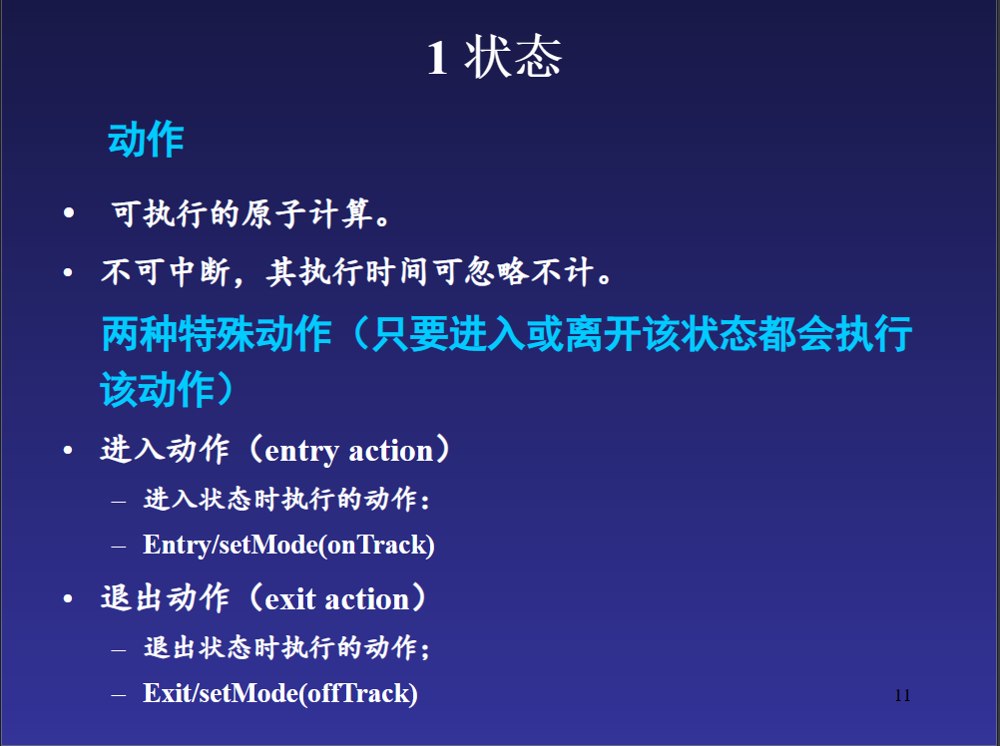 1 状态
动作
• 可执行的原子计算。
• 不可中断，其执行时间可忽略不计。
两种特殊动作（只要进入或离开该状态都会执行
该动作）
• 进入动作（entry action）
– 进入状态时执行的动作：
– Entry/setMode(onTrack)
• 退出动作（exit action）
– 退出状态时执行的动作；
– Exit/setMode(offTrack)
11